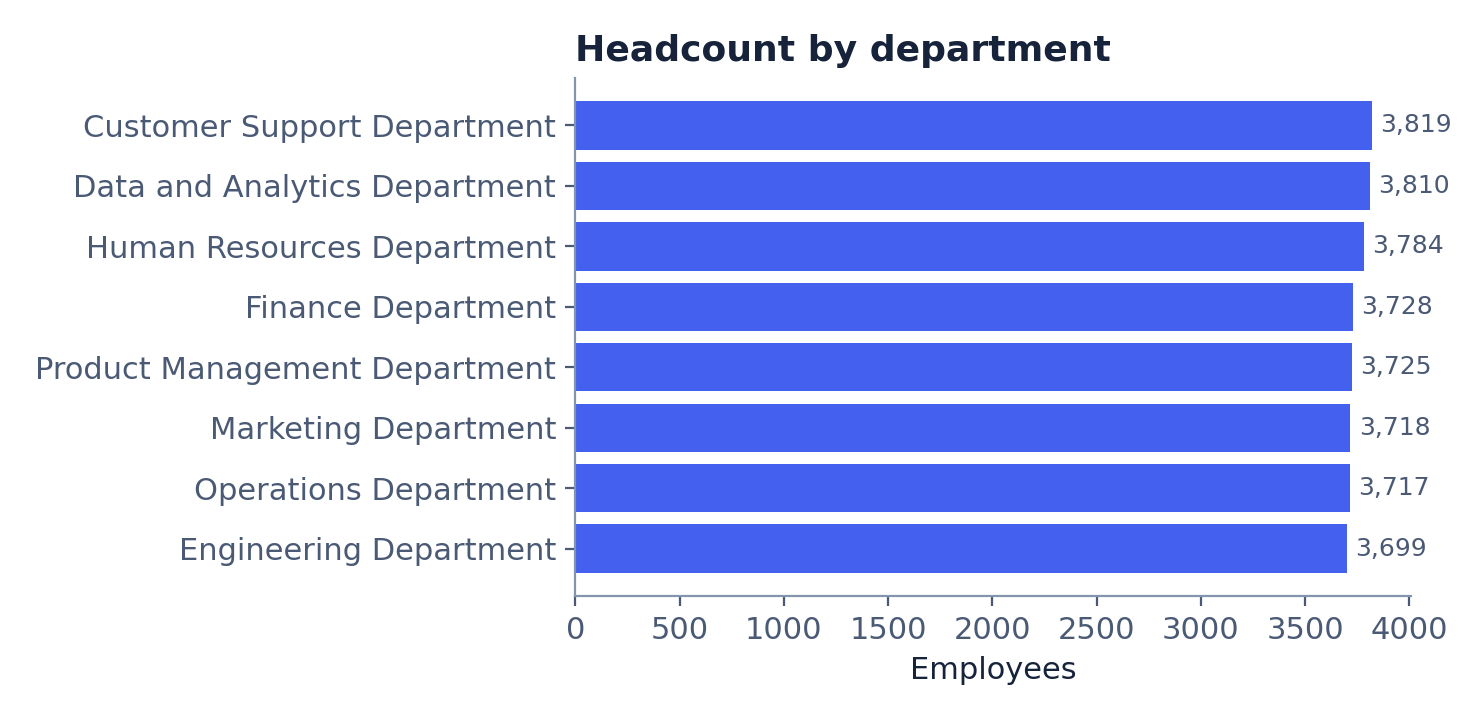 Headcount by department
Customer Support Department 3,819
Data and Analytics Department 3,810
Human Resources Department 3,784
Finance Department 3,728
Product Management Department 3,725
Marketing Department 3,718
Operations Department 3,717
Engineering Department 3,699
0 500 1000 1500 2000 2500 3000 3500 4000
Employees